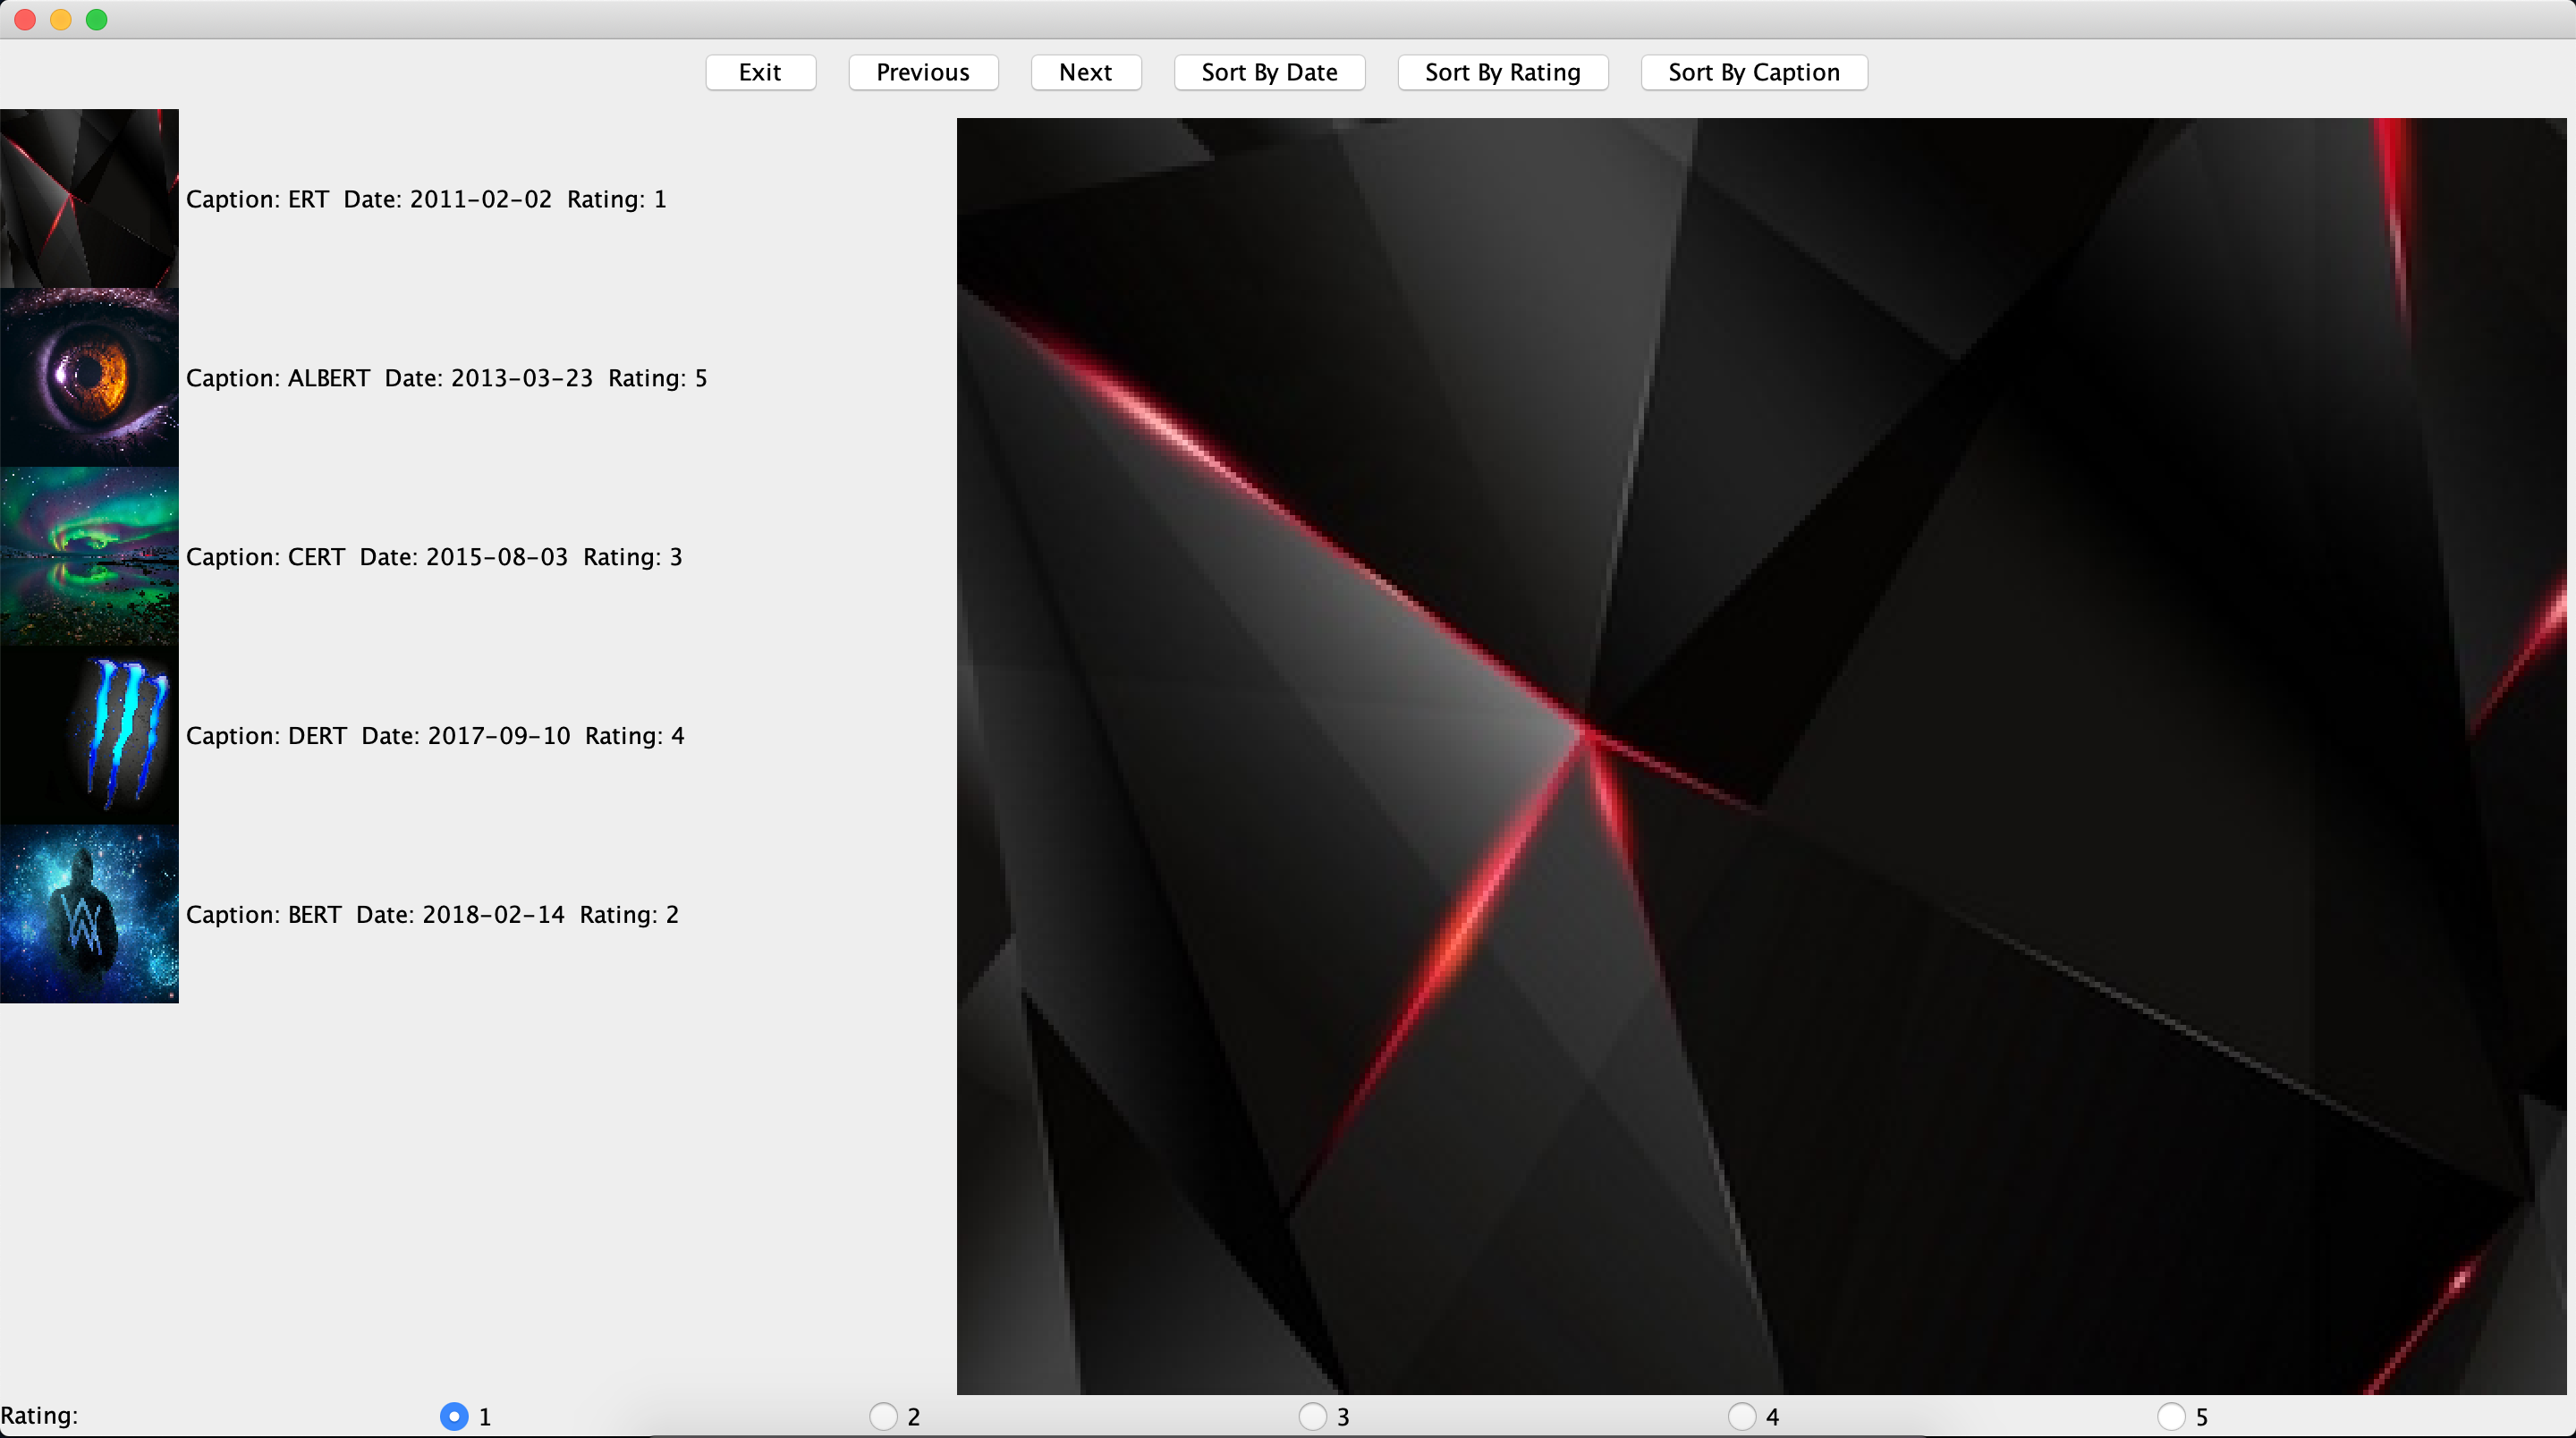 Exit Previous Next Sort By Date Sort By Rating Sort By Caption
Caption: ERT Date: 2011-02-02 Rating: 1
Caption: ALBERT Date: 2013-03-23 Rating: 5
Caption: CERT Date: 2015-08-03 Rating: 3
Caption: DERT Date: 2017-09-10 Rating: 4
Caption: BERT Date: 2018-02-14 Rating: 2
Rating: 1 2 3 4 5